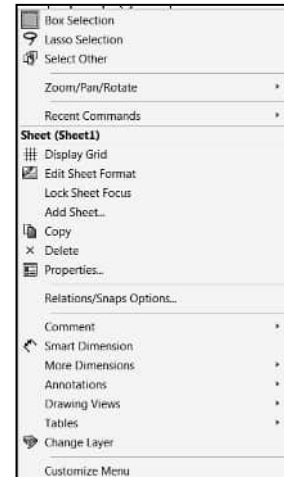 Box Selection
Lasso Selection
Select Other
Zoom/Pan/Rotate
Recent Commands
Sheet (Sheet1)
Display Grid
Edit Sheet Format
Lock Sheet Focus
Add Sheet...
Copy
Delete
Properties...
Relations/Snaps Options...
Comment
Smart Dimension
More Dimensions
Annotations
Drawing Views
Tables
Change Layer
Customize Menu